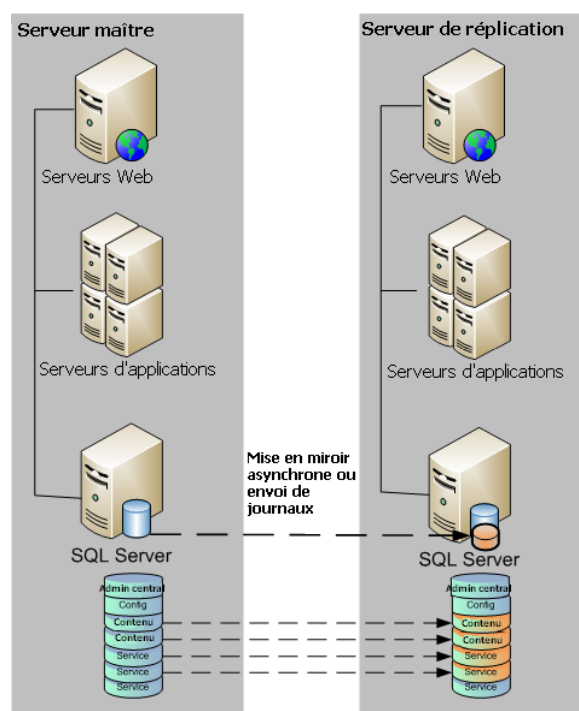 Serveur maître
Serveur de réplication
Serveurs Web
Serveurs Web
Serveurs d'applications
Serveurs d'applications
Mise en miroir
asynchrone ou
envoi de
journaux
SQL Server
SQL Server
Admin central
Config
Contenu
Contenu
Service
Service
Service
Admin central
Config
Contenu
Contenu
Service
Service
Service